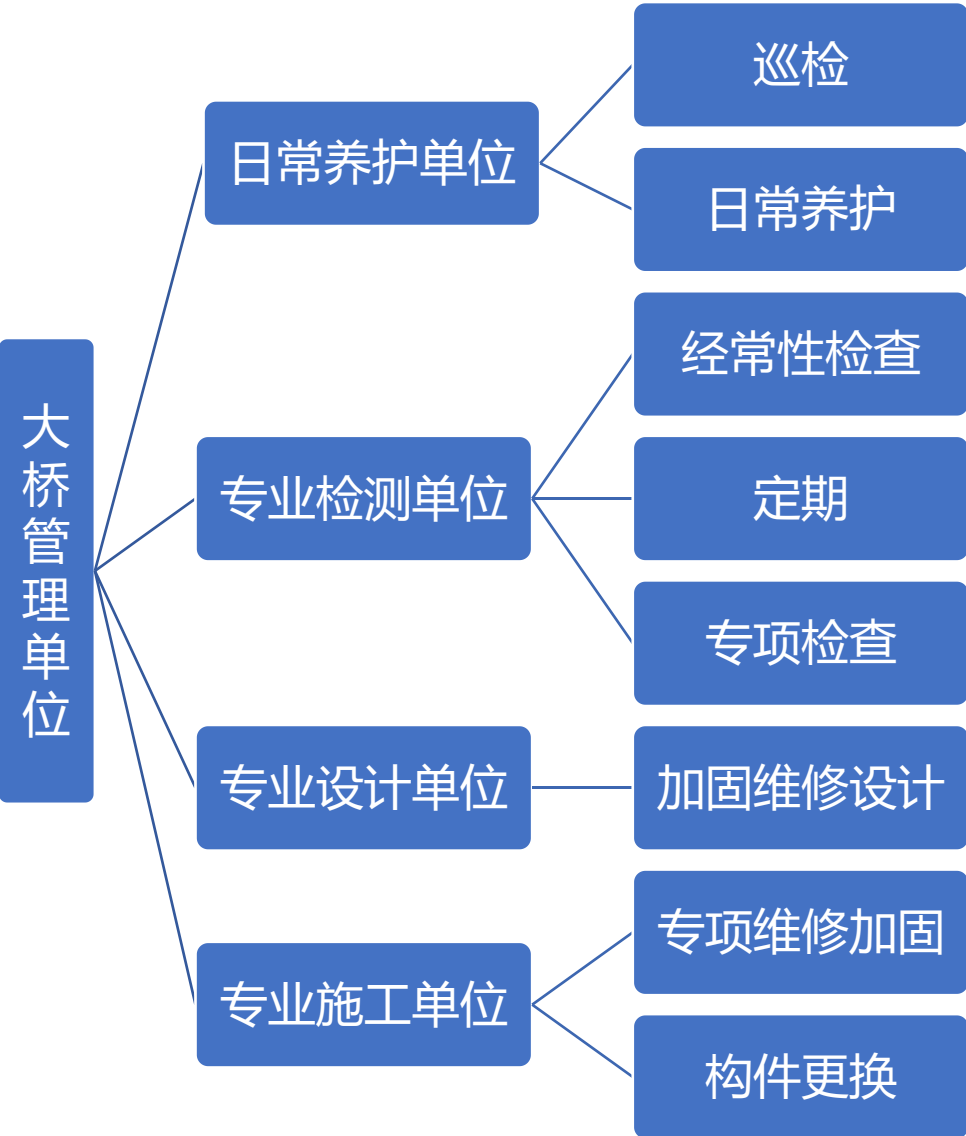 大桥管理单位
日常养护单位
巡检
日常养护
专业检测单位
经常性检查
定期
专项检查
专业设计单位
加固维修设计
专业施工单位
专项维修加固
构件更换